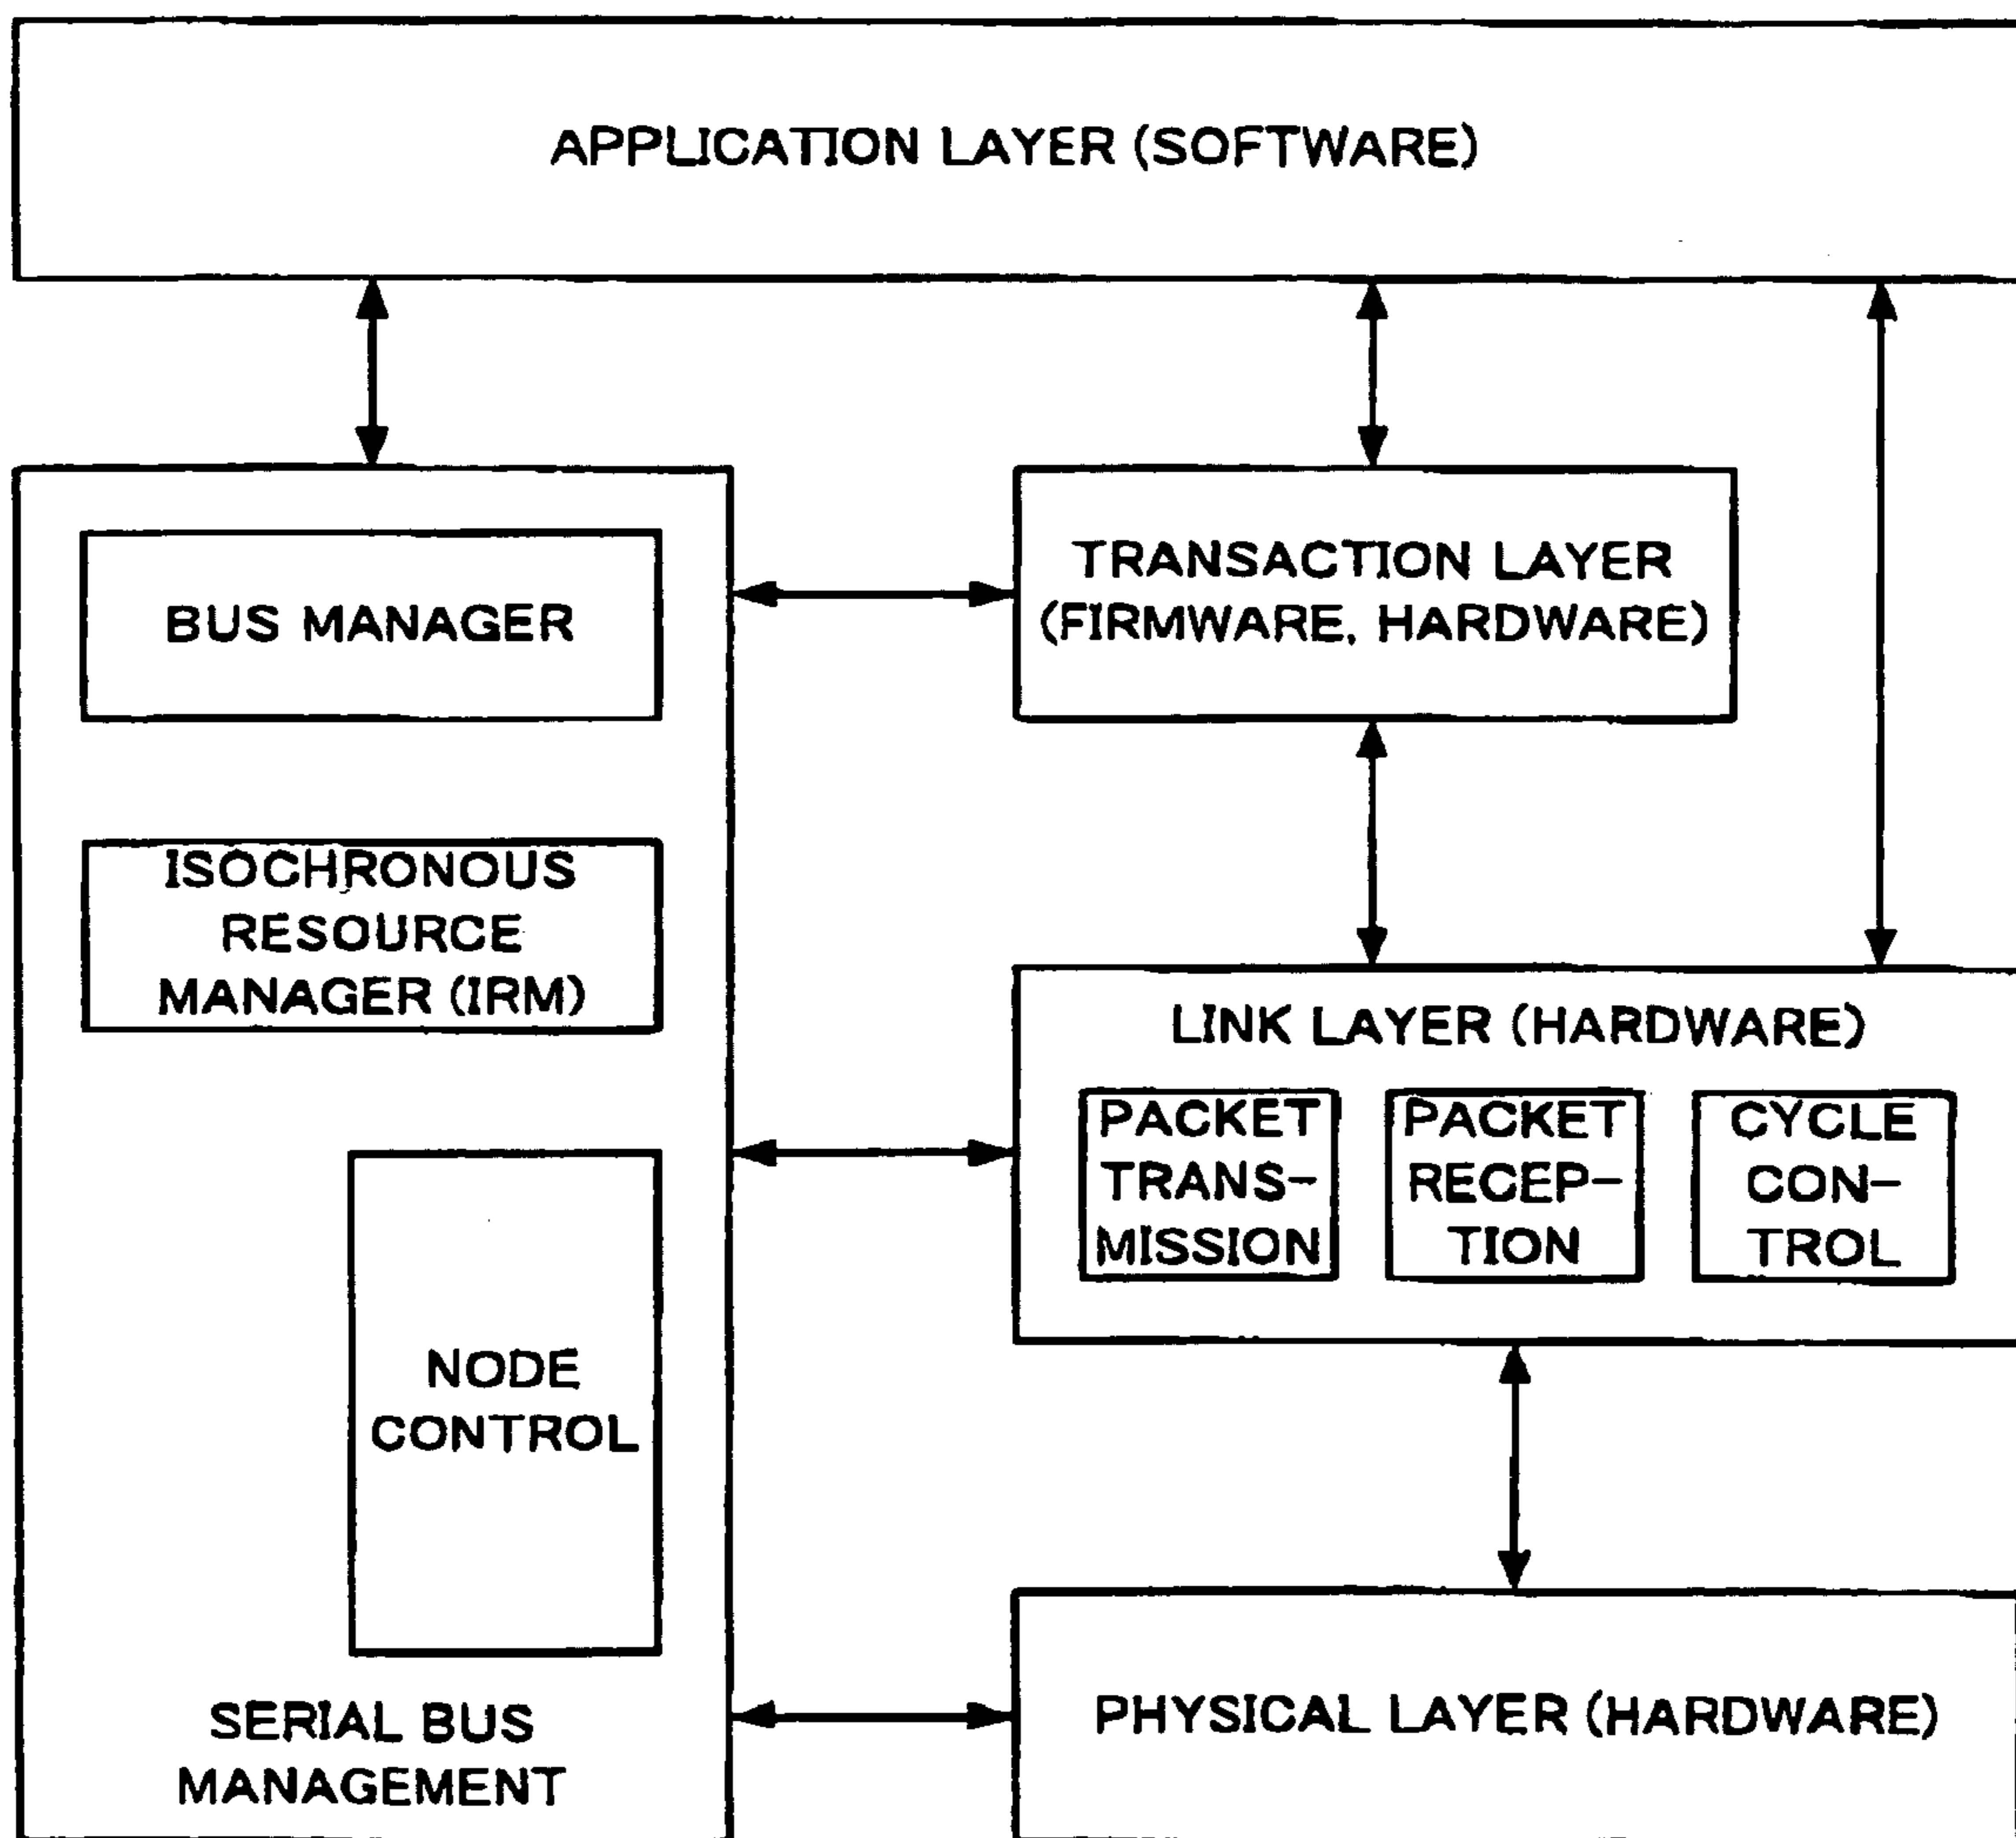 APPLICATION LAYER (SOFTWARE)
BUS MANAGER
TRANSACTION LAYER
(FIRMWARE, HARDWARE)
ISOCHRONOUS
RESOURCE
MANAGER (IRM)
LINK LAYER (HARDWARE)
PACKET
TRANS-
MISSION
PACKET
RECEP-
TION
CYCLE
CON-
TROL
NODE
CONTROL
SERIAL BUS
MANAGEMENT
PHYSICAL LAYER (HARDWARE)